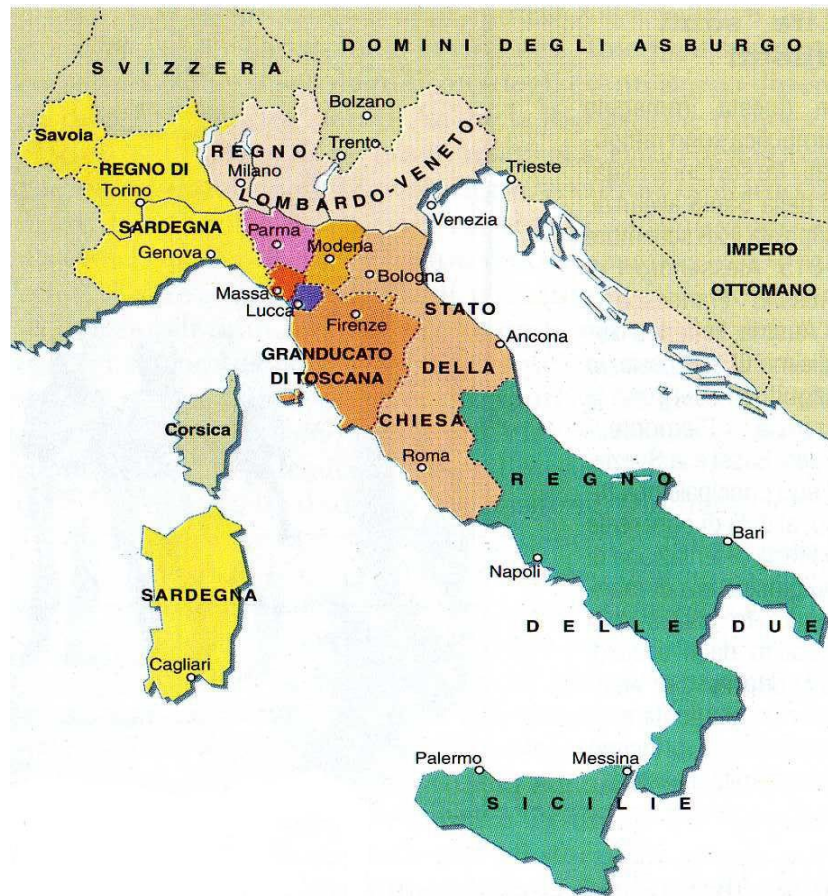 DOMINI DEGLI ASBURGO
SVIZZERA
Bolzano
Savoia
Trento
REGNO
LOMBARDO-VENETO
Trieste
REGNO DI
Milano
Torino
Venezia
SARDEGNA
Parma
Modena
Genova
Bologna
IMPERO
OTTOMANO
Massa
Lucca
STATO
Firenze
Ancona
GRANDUCATO
DI TOSCANA
DELLA
CHIESA
Corsica
Roma
REGNO
Bari
Napoli
SARDEGNA
DELLE DUE
Cagliari
Palermo
Messina
SICILIE